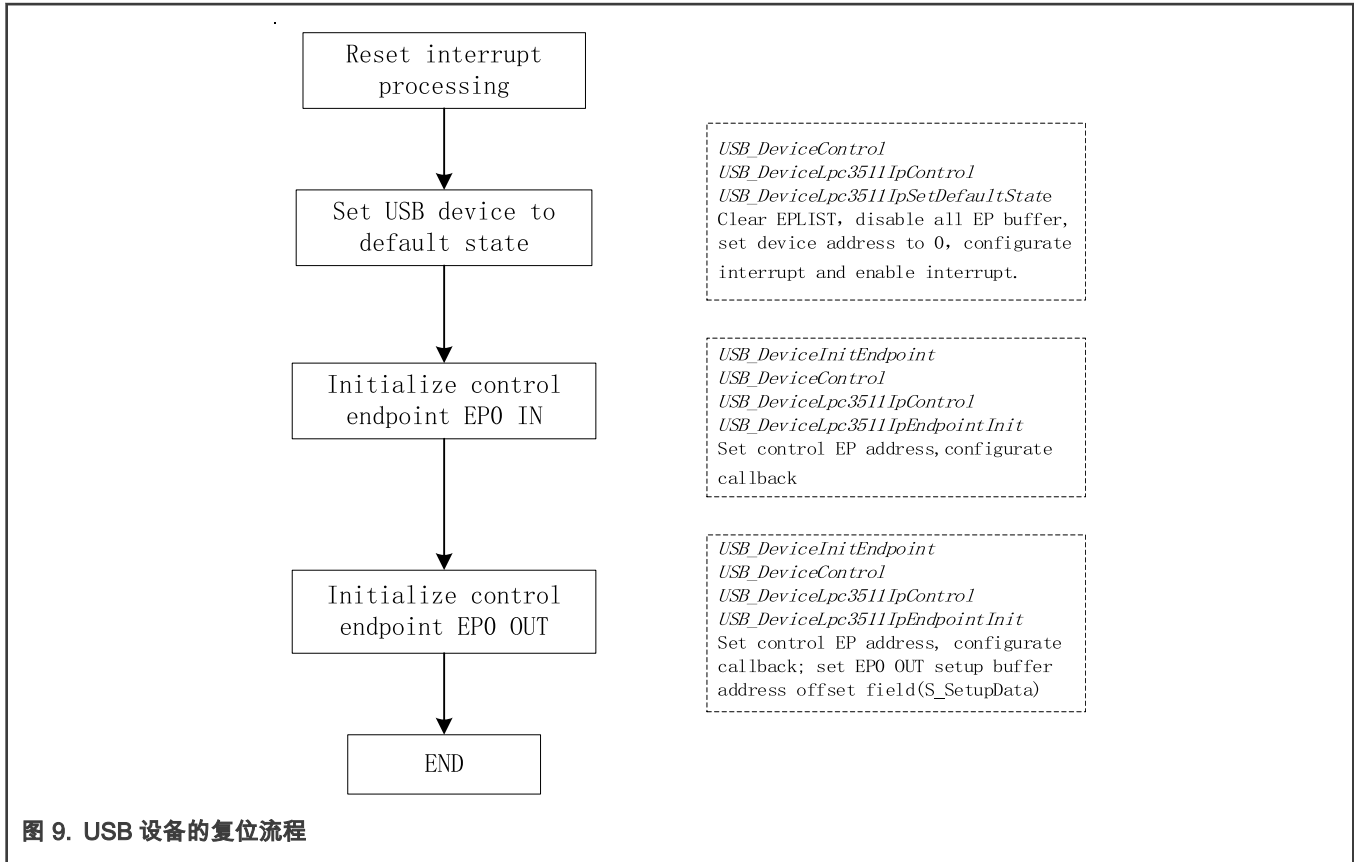 Reset interrupt
processing
Set USB device to
default state
USB_DeviceControl
USB_DeviceLpc3511IpControl
USB_DeviceLpc3511IpSetDefaultState
Clear EPLIST, disable all EP buffer,
set device address to 0, configurate
interrupt and enable interrupt.
Initialize control
endpoint EP0 IN
USB_DeviceInitEndpoint
USB_DeviceControl
USB_DeviceLpc3511IpControl
USB_DeviceLpc3511IpEndpointInit
Set control EP address,configurate
callback
Initialize control
endpoint EP0 OUT
USB_DeviceInitEndpoint
USB_DeviceControl
USB_DeviceLpc3511IpControl
USB_DeviceLpc3511IpEndpointInit
Set control EP address, configurate
callback; set EP0 OUT setup buffer
address offset field(S_SetupData)
END
图 9. USB 设备的复位流程